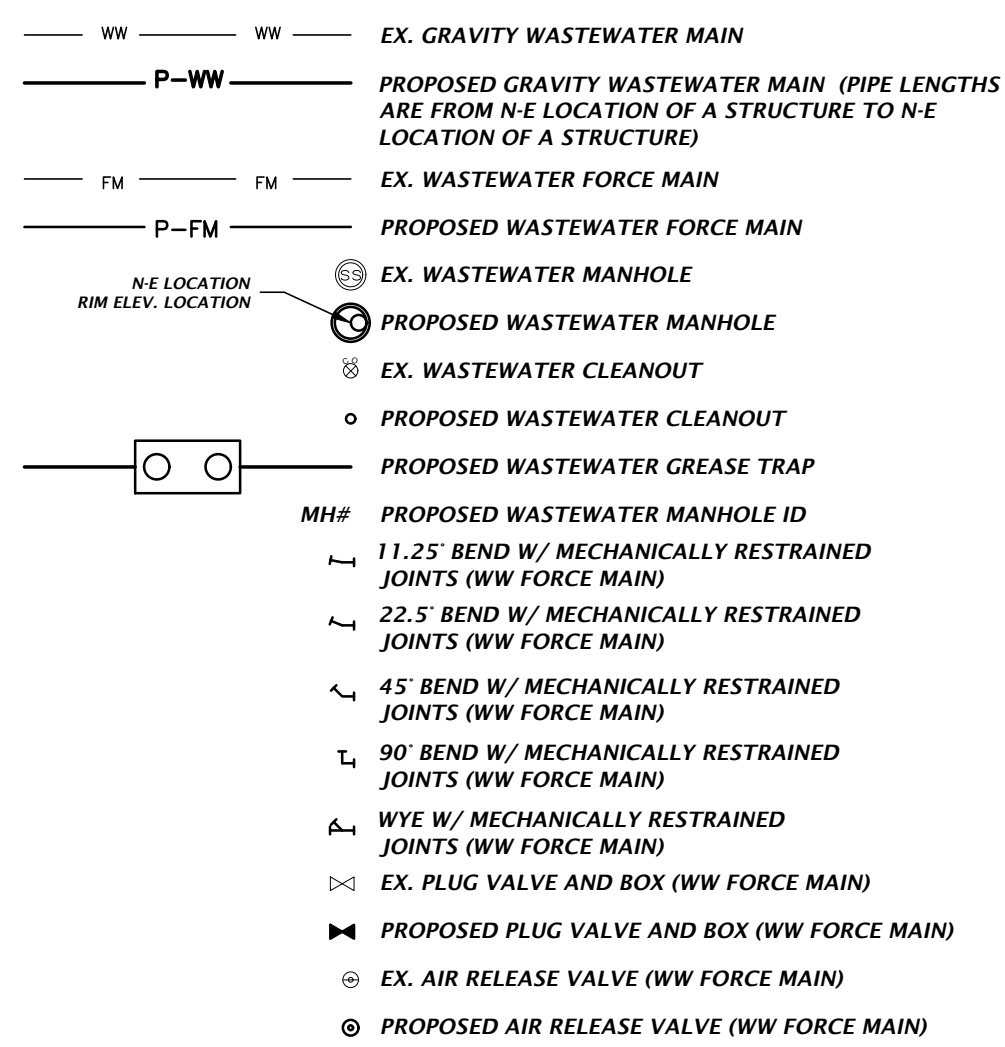 WW WW EX. GRAVITY WASTEWATER MAIN
P-WW PROPOSED GRAVITY WASTEWATER MAIN (PIPE LENGTHS
ARE FROM N-E LOCATION OF A STRUCTURE TO N-E
LOCATION OF A STRUCTURE)
FM FM EX. WASTEWATER FORCE MAIN
P-FM PROPOSED WASTEWATER FORCE MAIN
SS EX. WASTEWATER MANHOLE
N-E LOCATION
RIM ELEV. LOCATION
PROPOSED WASTEWATER MANHOLE
EX. WASTEWATER CLEANOUT
PROPOSED WASTEWATER CLEANOUT
PROPOSED WASTEWATER GREASE TRAP
MH# PROPOSED WASTEWATER MANHOLE ID
11.25° BEND W/ MECHANICALLY RESTRAINED
JOINTS (WW FORCE MAIN)
22.5° BEND W/ MECHANICALLY RESTRAINED
JOINTS (WW FORCE MAIN)
45° BEND W/ MECHANICALLY RESTRAINED
JOINTS (WW FORCE MAIN)
90° BEND W/ MECHANICALLY RESTRAINED
JOINTS (WW FORCE MAIN)
WYE W/ MECHANICALLY RESTRAINED
JOINTS (WW FORCE MAIN)
EX. PLUG VALVE AND BOX (WW FORCE MAIN)
PROPOSED PLUG VALVE AND BOX (WW FORCE MAIN)
EX. AIR RELEASE VALVE (WW FORCE MAIN)
PROPOSED AIR RELEASE VALVE (WW FORCE MAIN)